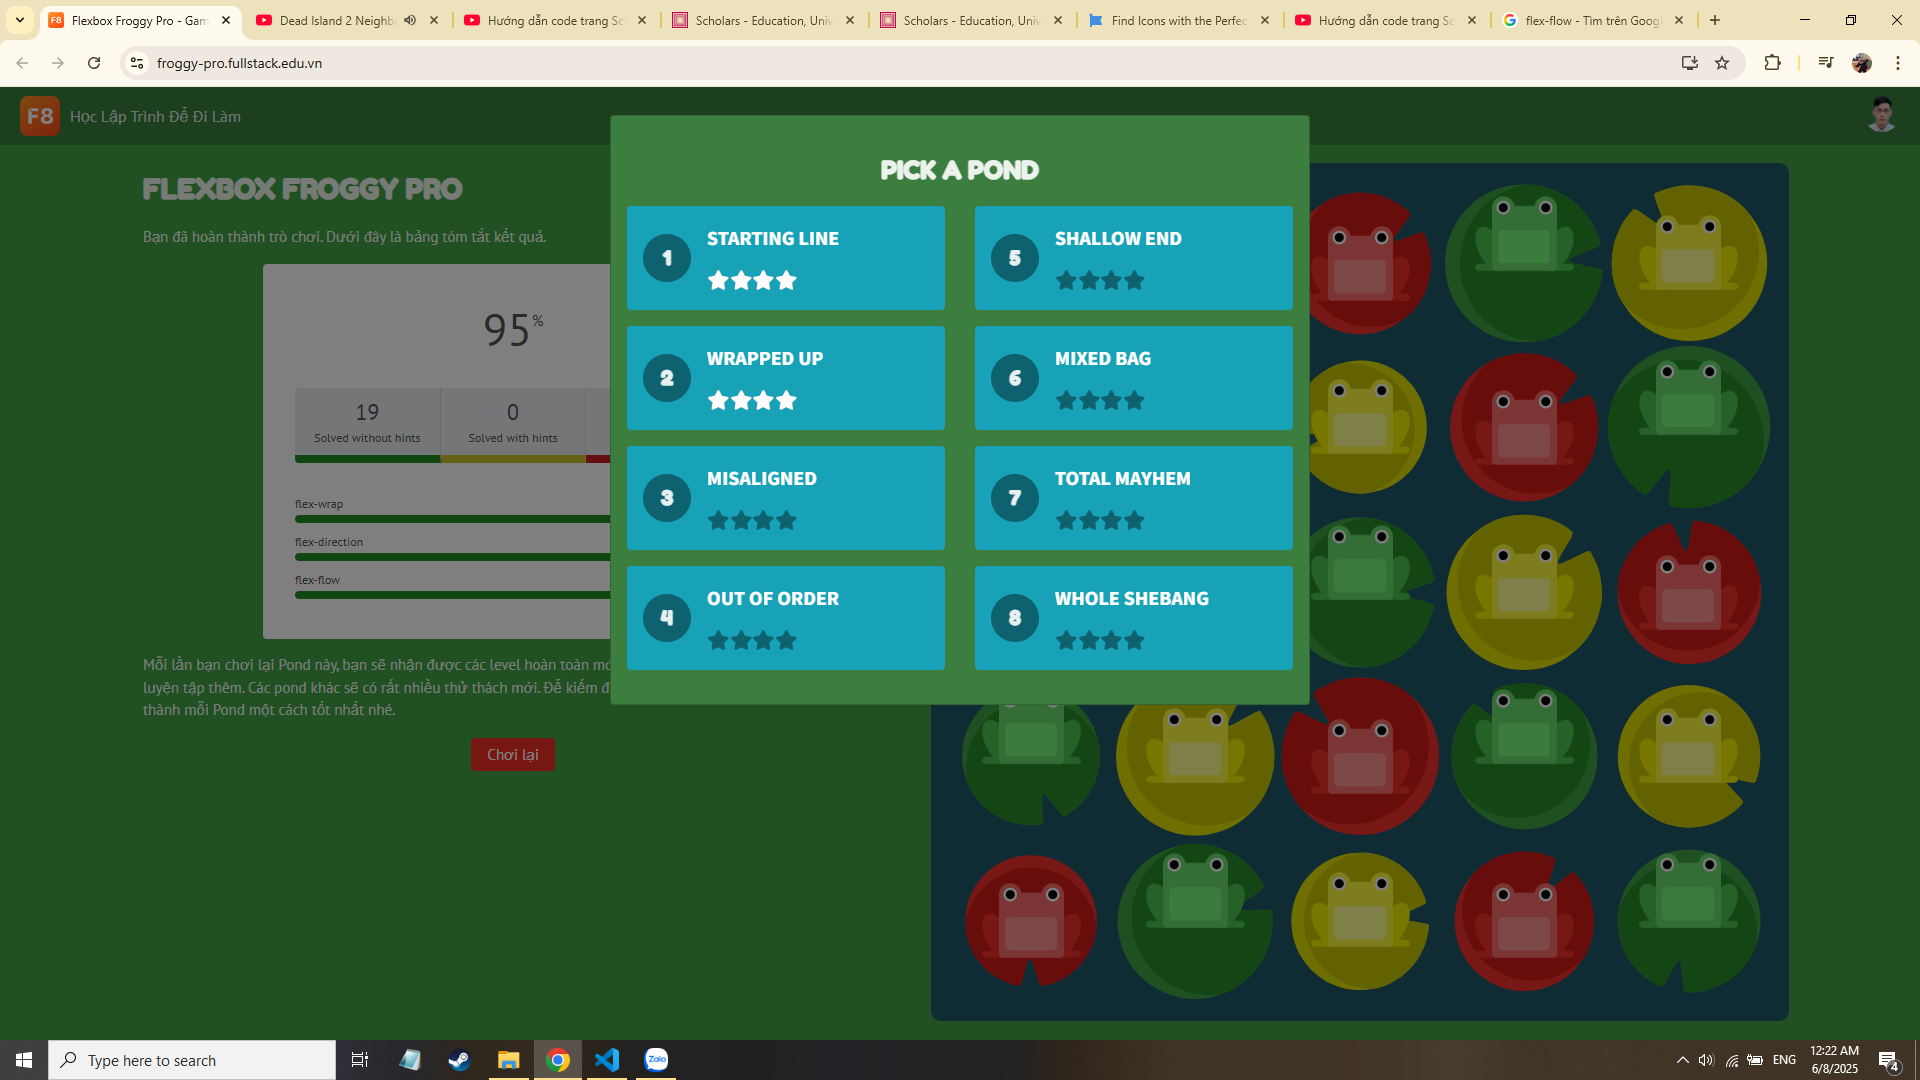 Flexbox Froggy Pro - Gam
Dead Island 2 Neighb
Hướng dẫn code trang Sc
Scholars - Education, Univ
Scholars - Education, Univ
Find Icons with the Perfec
Hướng dẫn code trang Sc
flex-flow - Tìm trên Goog
froggy-pro.fullstack.edu.vn
F8
Học Lập Trình Để Đi Làm
FLEXBOX FROGGY PRO
Bạn đã hoàn thành trò chơi. Dưới đây là bảng tóm tắt kết quả.
95%
19
Solved without hints
0
Solved with hints
flex-wrap
flex-direction
flex-flow
Mỗi lần bạn chơi lại Pond này, bạn sẽ nhận được các level hoàn toàn mớ
luyện tập thêm. Các pond khác sẽ có rất nhiều thử thách mới. Để kiếm đ
thành mỗi Pond một cách tốt nhất nhé.
Chơi lại
PICK A POND
1
STARTING LINE
2
WRAPPED UP
3
MISALIGNED
4
OUT OF ORDER
5
SHALLOW END
6
MIXED BAG
7
TOTAL MAYHEM
8
WHOLE SHEBANG
Type here to search
Zalo
ENG
12:22 AM
6/8/2025
4